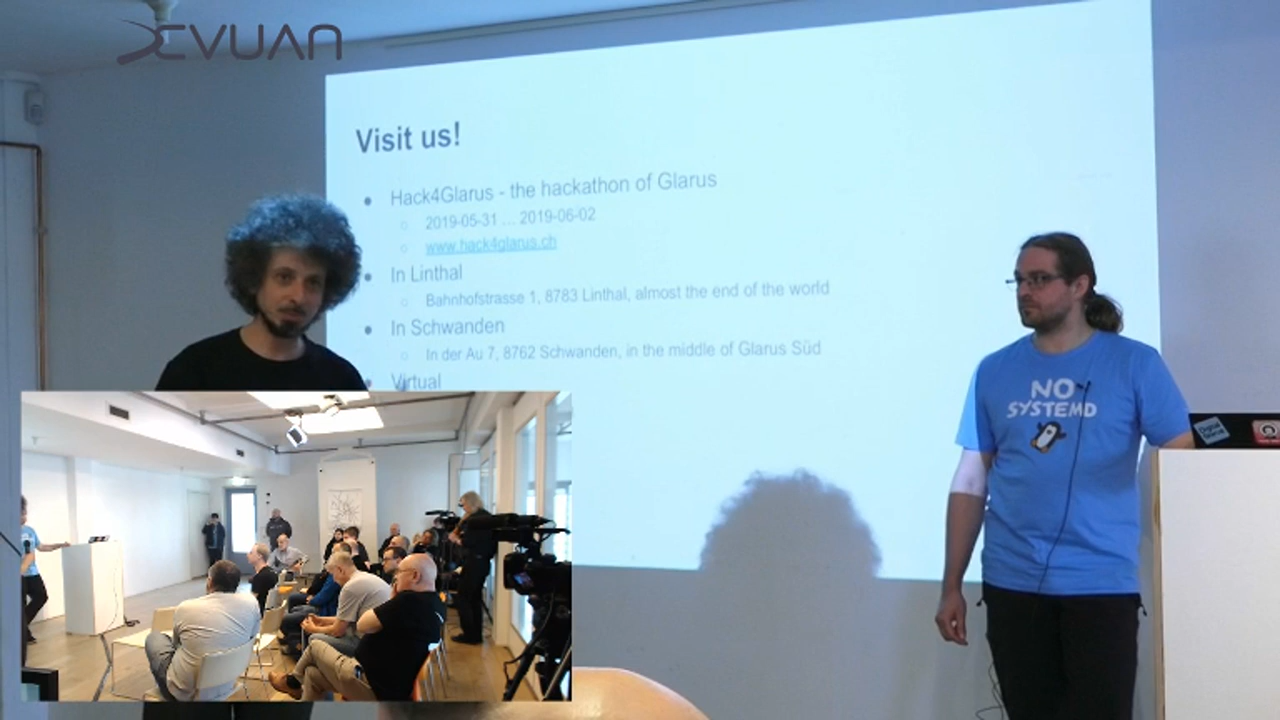 DEVUAN
Visit us!
Hack4Glarus - the hackathon of Glarus
2019-05-31 ... 2019-06-02
www.hack4glarus.ch
In Linthal
Bahnhofstrasse 1, 8783 Linthal, almost the end of the world
In Schwanden
In der Au 7, 8762 Schwanden, in the middle of Glarus Süd
Virtual
NO
SYSTEMD